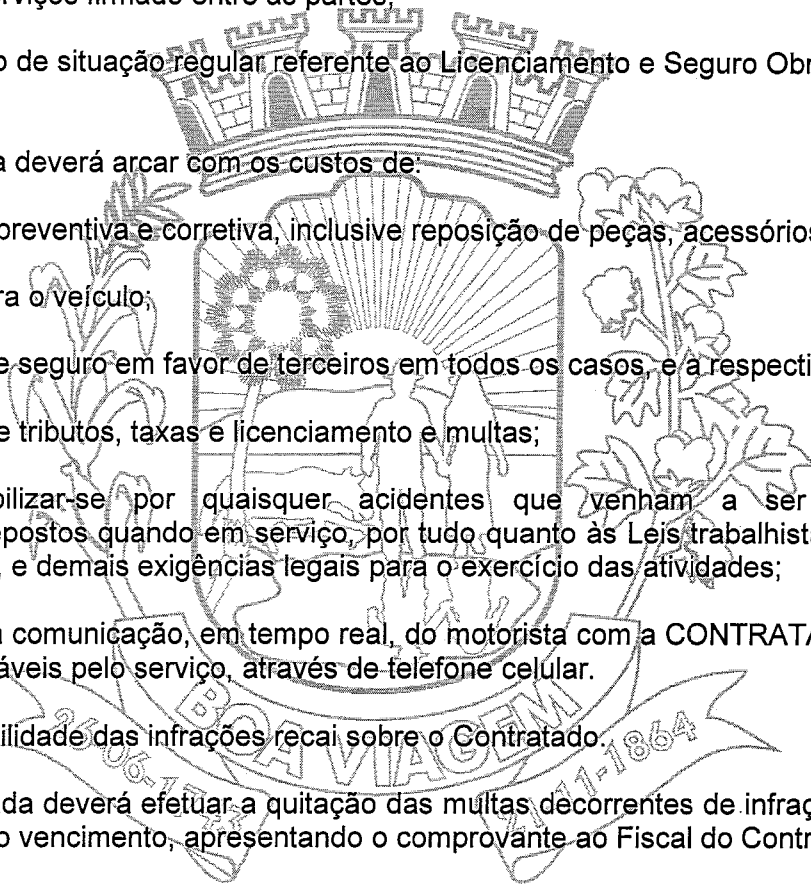 rviços firmado entre as partes;
o de situação regular referente ao Licenciamento e Seguro Obr
a deverá arcar com os custos de:
preventiva e corretiva, inclusive reposição de peças, acessórios
ra o veículo;
e seguro em favor de terceiros em todos os casos, e a respecti
e tributos, taxas e licenciamento e multas;
bilizar-se por quaisquer acidentes que venham a ser
epostos quando em serviço, por tudo quanto às Leis trabalhista
, e demais exigências legais para o exercício das atividades;
a comunicação, em tempo real, do motorista com a CONTRATA
áveis pelo serviço, através de telefone celular.
BOA VIAGEM
ilidade das infrações recai sobre o Contratado.
21-11-1864
da deverá efetuar a quitação das multas decorrentes de infraç
o vencimento, apresentando o comprovante ao Fiscal do Contr